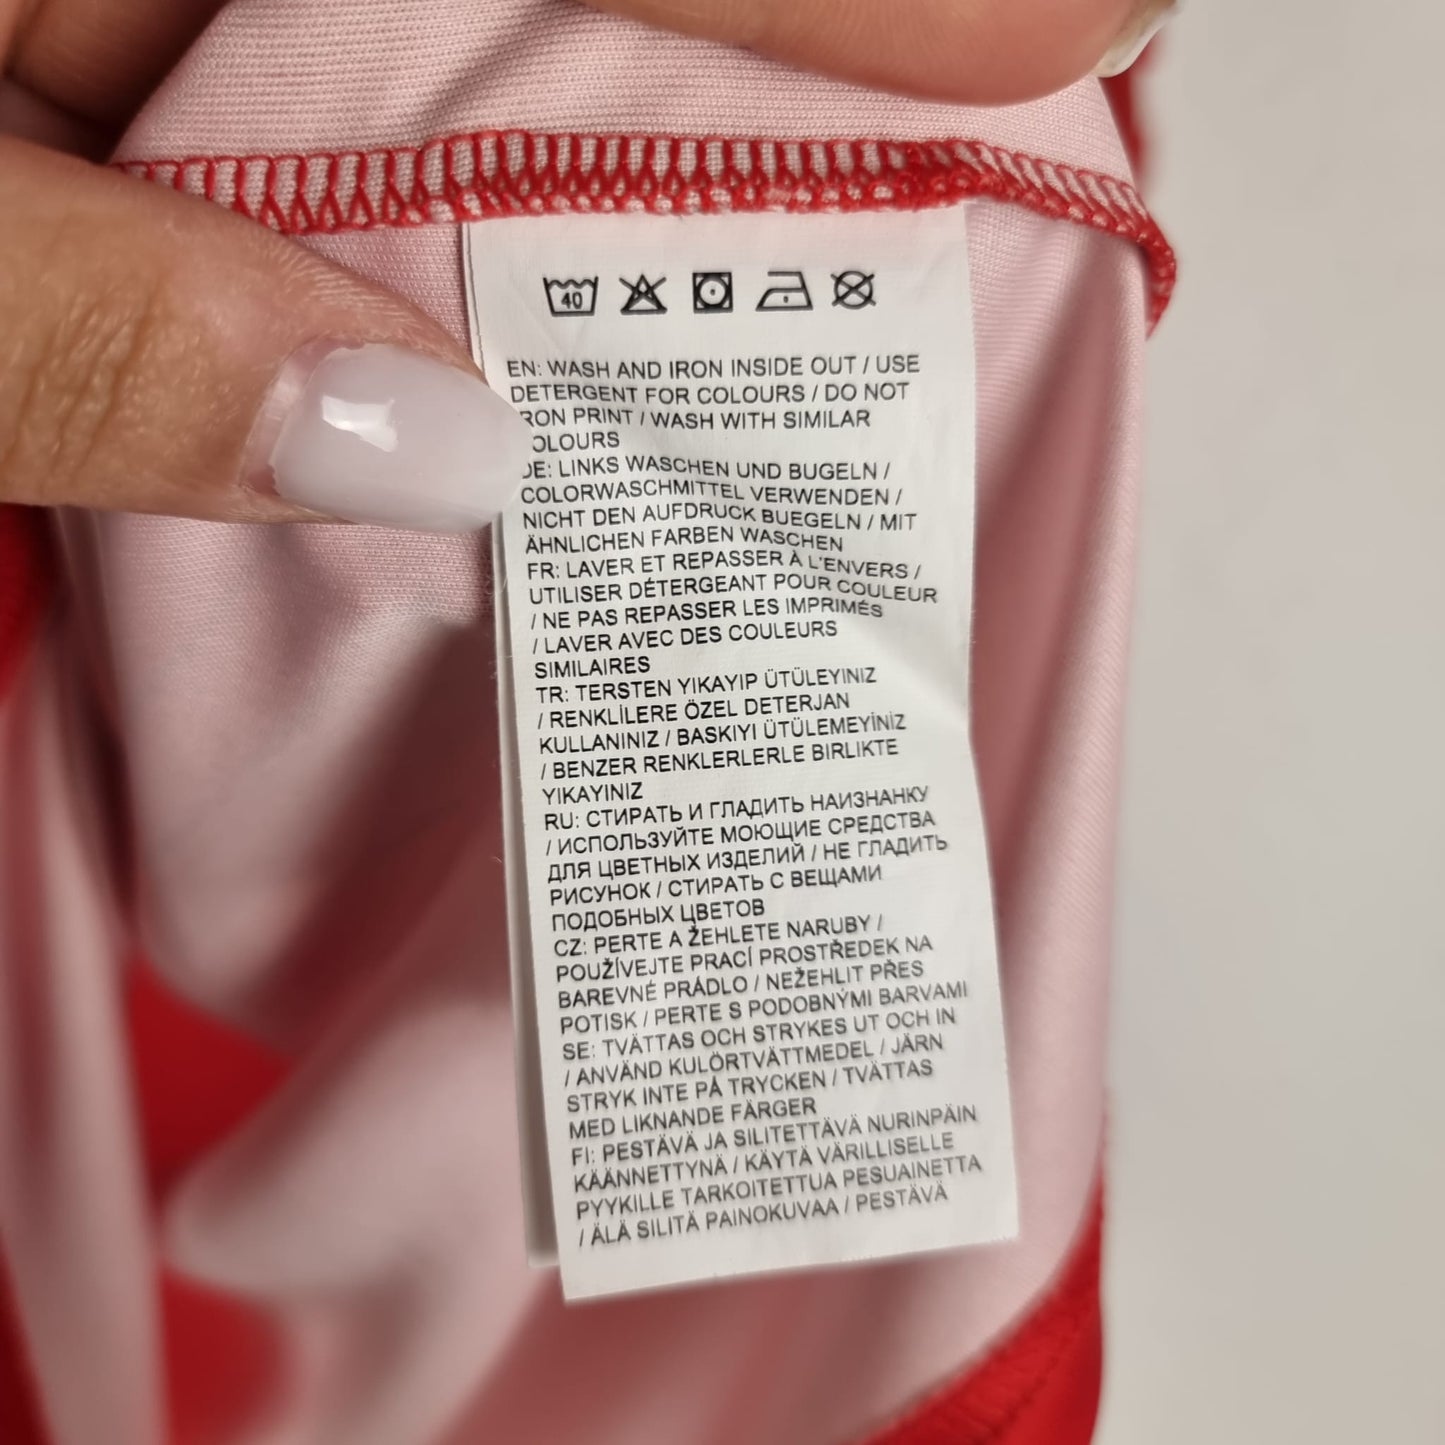 40
EN: WASH AND IRON INSIDE OUT / USE
DETERGENT FOR COLOURS / DO NOT
RON PRINT / WASH WITH SIMILAR
OLOURS
DE: LINKS WASCHEN UND BUGELN /
COLORWASCHMITTEL VERWENDEN /
NICHT DEN AUFDRUCK BUEGELN / MIT
ÄHNLICHEN FARBEN WASCHEN
FR: LAVER ET REPASSER À L'ENVERS /
UTILISER DÉTERGEANT POUR COULEUR
/ NE PAS REPASSER LES IMPRIMÉS
/ LAVER AVEC DES COULEURS
SIMILAIRES
TR: TERSTEN YIKAYIP ÜTÜLEYINIZ
/ RENKLİLERE ÖZEL DETERJAN
KULLANINIZ / BASKIYI ÜTÜLEMEYİNİZ
/ BENZER RENKLERLERLE BIRLIKTE
YIKAYINIZ
RU: СТИРАТЬ И ГЛАДИТЬ НАИЗНАНКУ
/ ИСПОЛЬЗУЙТЕ МОЮЩИЕ СРЕДСТВА
ДЛЯ ЦВЕТНЫХ ИЗДЕЛИЙ / НЕ ГЛАДИТЬ
РИСУНОК / СТИРАТЬ С ВЕЩАМИ
ПОДОБНЫХ ЦВЕТОВ
CZ: PERTE A ŽEHLETE NARUBY /
POUŽÍVEJTE PRACÍ PROSTŘEDEK NA
BAREVNÉ PRÁDLO / NEŽEHLIT PŘES
POTISK / PERTE S PODOBNÝMI BARVAMI
SE: TVÄTTAS OCH STRYKES UT OCH IN
/ ANVÄND KULÖRTVÄTTMEDEL / JÄRN
STRYK INTE PÅ TRYCKEN / TVÄTTAS
MED LIKNANDE FÄRGER
FI: PESTÄVÄ JA SILITETTÄVÄ NURINPÄIN
KÄÄNNETTYNÄ / KÄYTÄ VÄRILLISELLE
PYYKILLE TARKOITETTUA PESUAINETTA
/ ÄLÄ SILITÄ PAINOKUVAA / PESTÄVÄ